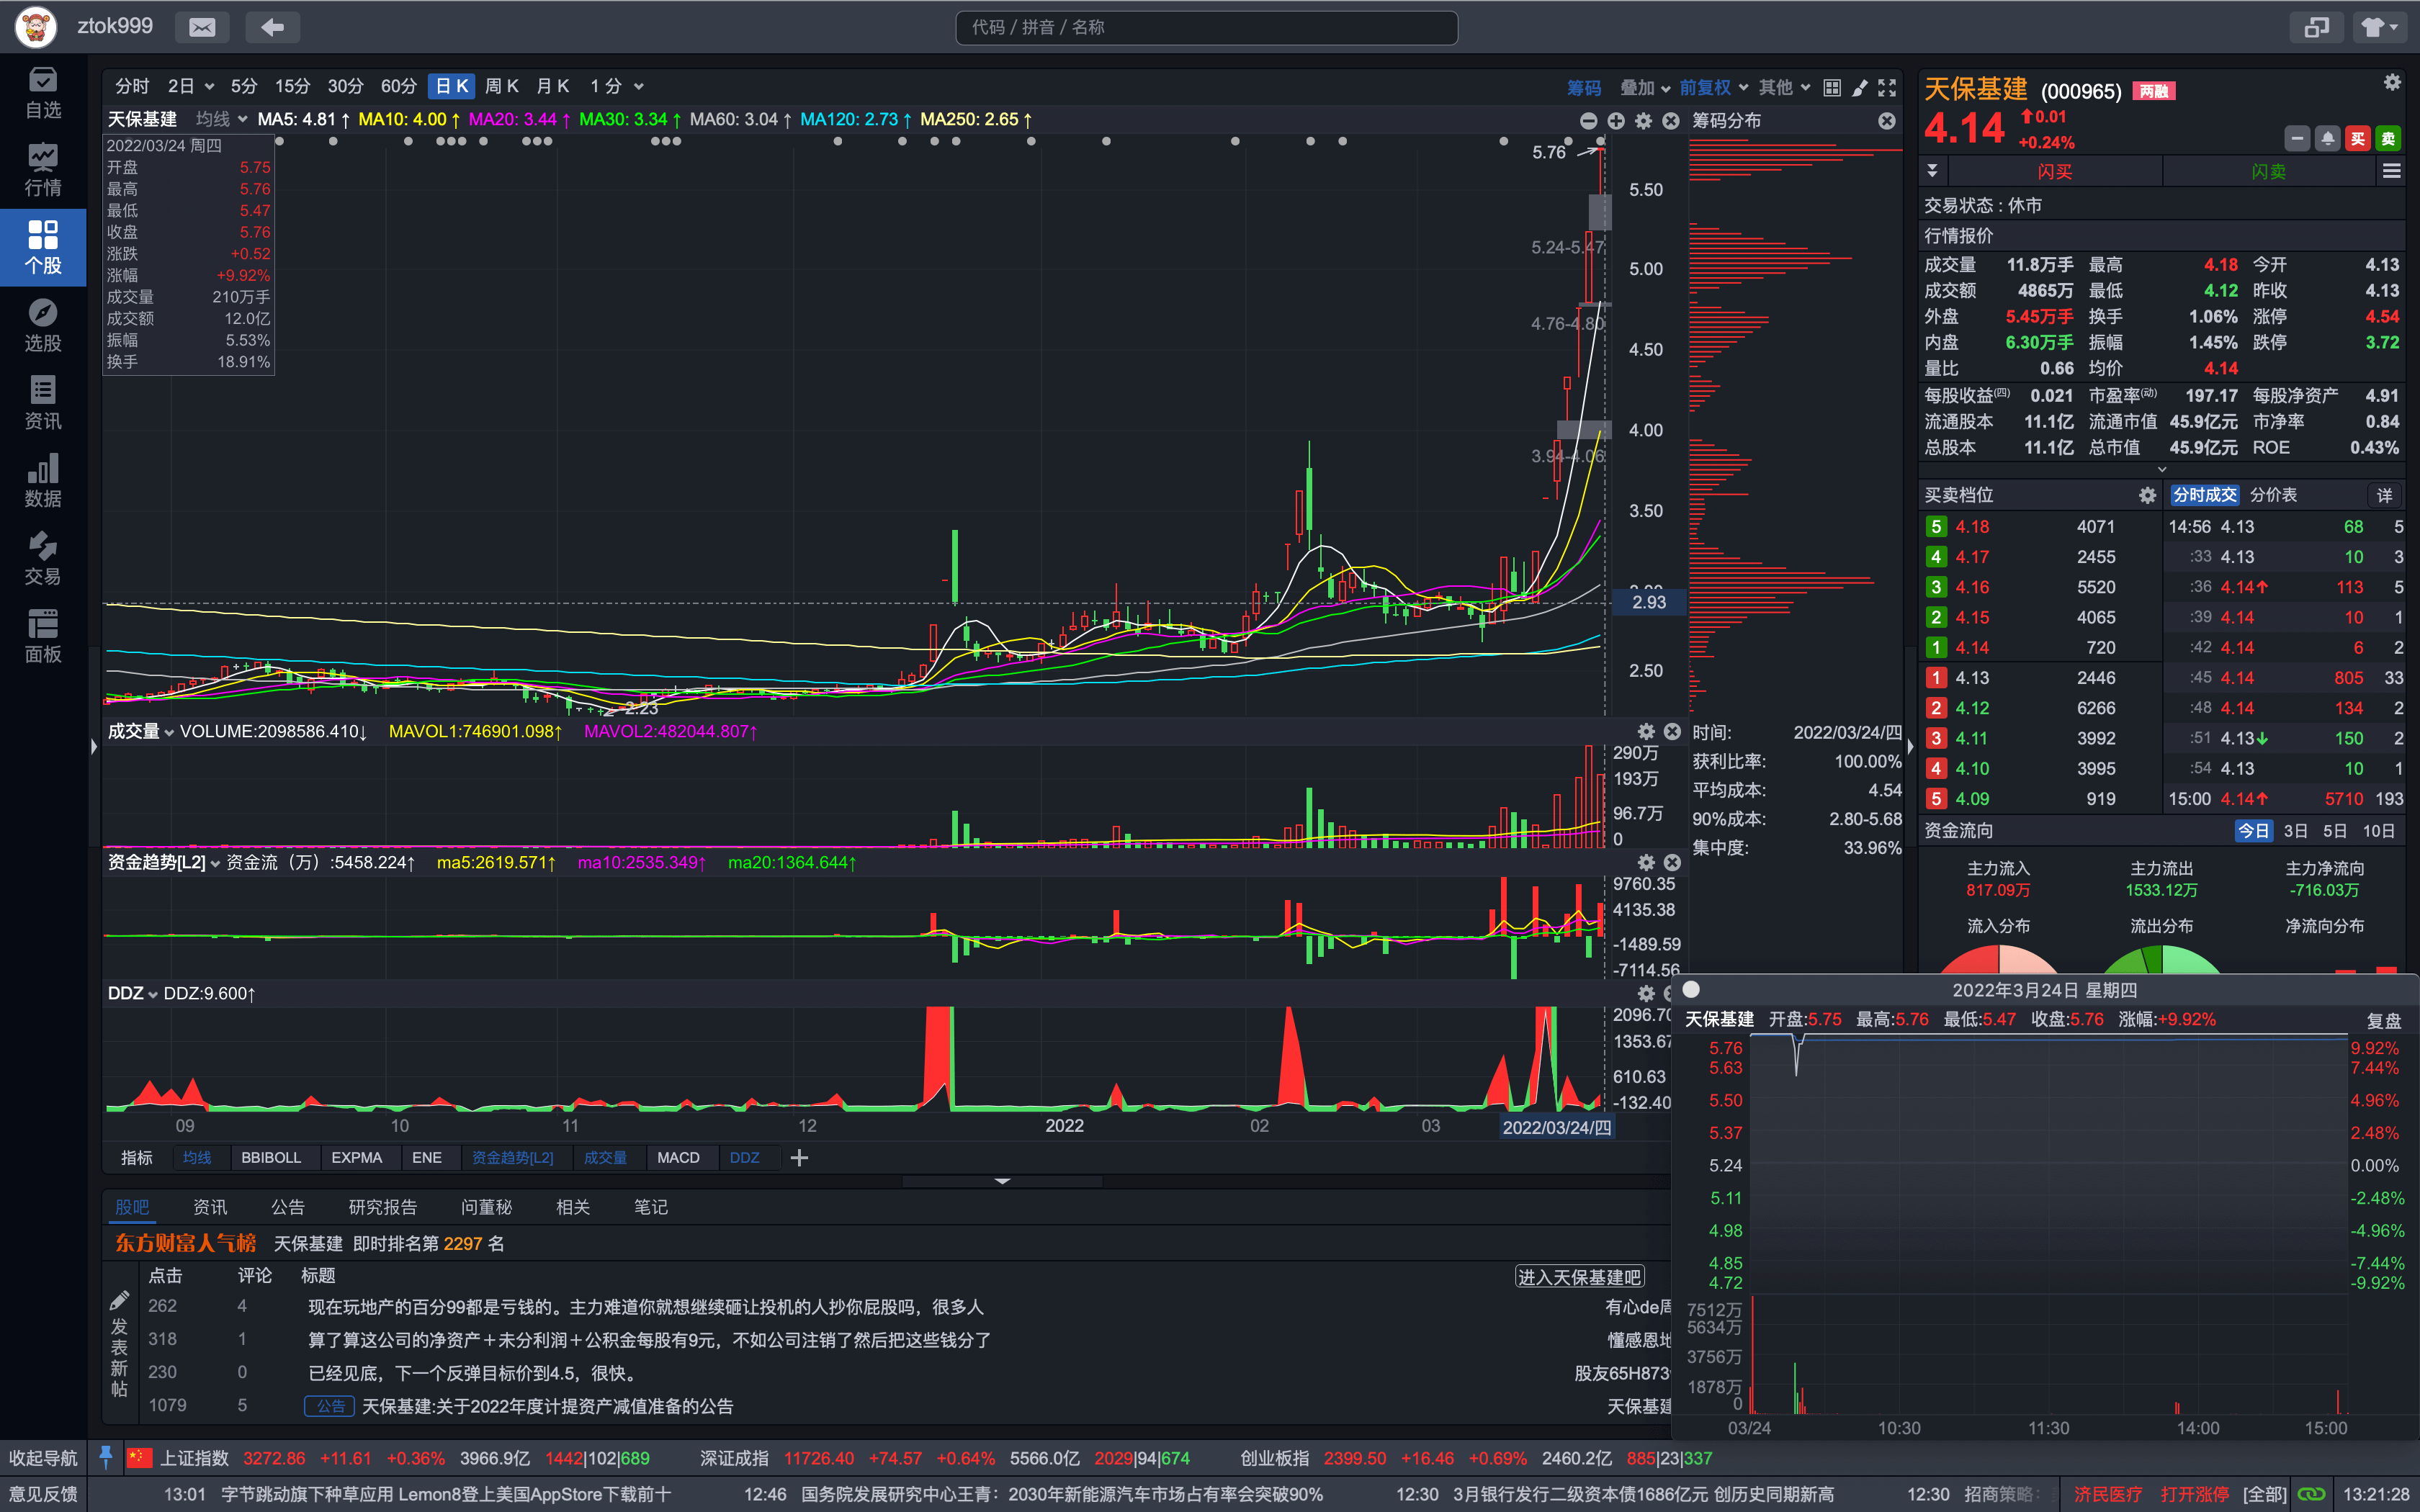 ztok999
代码 / 拼音 / 名称
自选
行情
个股
选股
资讯
数据
交易
面板
分时 2日 5分 15分 30分 60分 日K 周K 月K 1分
筹码 叠加 前复权 其他
天保基建 均线 MA5: 4.81↑ MA10: 4.00↑ MA20: 3.44↑ MA30: 3.34↑ MA60: 3.04↑ MA120: 2.73↑ MA250: 2.65↑
2022/03/24 周四
开盘 5.75
最高 5.76
最低 5.47
收盘 5.76
涨跌 +0.52
涨幅 +9.92%
成交量 210万手
成交额 12.0亿
振幅 5.53%
换手 18.91%
5.76
5.24-5.47
4.76-4.80
3.94-4.06
2.23
5.50
5.00
4.50
4.00
3.50
2.93
2.50
筹码分布
时间: 2022/03/24/四
获利比率: 100.00%
平均成本: 4.54
90%成本: 2.80-5.68
集中度: 33.96%
成交量 VOLUME:2098586.410↓ MAVOL1:746901.098↑ MAVOL2:482044.807↑
290万
193万
96.7万
0
资金趋势[L2] 资金流（万）:5458.224↑ ma5:2619.571↑ ma10:2535.349↑ ma20:1364.644↑
9760.35
4135.38
-1489.59
-7114.56
DDZ DDZ:9.600↑
2096.70
1353.67
610.63
-132.40
09 10 11 12 2022 02 03 2022/03/24/四
指标 均线 BBIBOLL EXPMA ENE 资金趋势[L2] 成交量 MACD DDZ
股吧 资讯 公告 研究报告 问董秘 相关 笔记
东方财富人气榜 天保基建 即时排名第 2297 名
点击 评论 标题 进入天保基建吧
发表新帖
262 4 现在玩地产的百分99都是亏钱的。主力难道你就想继续砸让投机的人抄你屁股吗，很多人 有心de周
318 1 算了算这公司的净资产＋未分利润＋公积金每股有9元，不如公司注销了然后把这些钱分了 懂感恩地
230 0 已经见底，下一个反弹目标价到4.5，很快。 股友65H873
1079 5 公告 天保基建:关于2022年度计提资产减值准备的公告 天保基建
天保基建 (000965) 两融
4.14 0.01
+0.24%
买 卖
闪买 闪卖
交易状态 : 休市
行情报价
成交量 11.8万手 最高 4.18 今开 4.13
成交额 4865万 最低 4.12 昨收 4.13
外盘 5.45万手 换手 1.06% 涨停 4.54
内盘 6.30万手 振幅 1.45% 跌停 3.72
量比 0.66 均价 4.14
每股收益(四) 0.021 市盈率(动) 197.17 每股净资产 4.91
流通股本 11.1亿 流通市值 45.9亿元 市净率 0.84
总股本 11.1亿 总市值 45.9亿元 ROE 0.43%
买卖档位 分时成交 分价表 详
5 4.18 4071 14:56 4.13 68 5
4 4.17 2455 :33 4.13 10 3
3 4.16 5520 :36 4.14↑ 113 5
2 4.15 4065 :39 4.14 10 1
1 4.14 720 :42 4.14 6 2
1 4.13 2446 :45 4.14 805 33
2 4.12 6266 :48 4.14 134 2
3 4.11 3992 :51 4.13↓ 150 2
4 4.10 3995 :54 4.13 10 1
5 4.09 919 15:00 4.14↑ 5710 193
资金流向 今日 3日 5日 10日
主力流入 主力流出 主力净流向
817.09万 1533.12万 -716.03万
流入分布 流出分布 净流向分布
2022年3月24日 星期四
天保基建 开盘:5.75 最高:5.76 最低:5.47 收盘:5.76 涨幅:+9.92% 复盘
5.76 9.92%
5.63 7.44%
5.50 4.96%
5.37 2.48%
5.24 0.00%
5.11 -2.48%
4.98 -4.96%
4.85 -7.44%
4.72 -9.92%
7512万
5634万
3756万
1878万
0
03/24 10:30 11:30 14:00 15:00
收起导航 上证指数 3272.86 +11.61 +0.36% 3966.9亿 1442|102|689 深证成指 11726.40 +74.57 +0.64% 5566.0亿 2029|94|674 创业板指 2399.50 +16.46 +0.69% 2460.2亿 885|23|337
意见反馈 13:01 字节跳动旗下种草应用 Lemon8登上美国AppStore下载前十 12:46 国务院发展研究中心王青：2030年新能源汽车市场占有率会突破90% 12:30 3月银行发行二级资本债1686亿元 创历史同期新高 12:30 招商策略： 济民医疗 打开涨停 [全部] 13:21:28